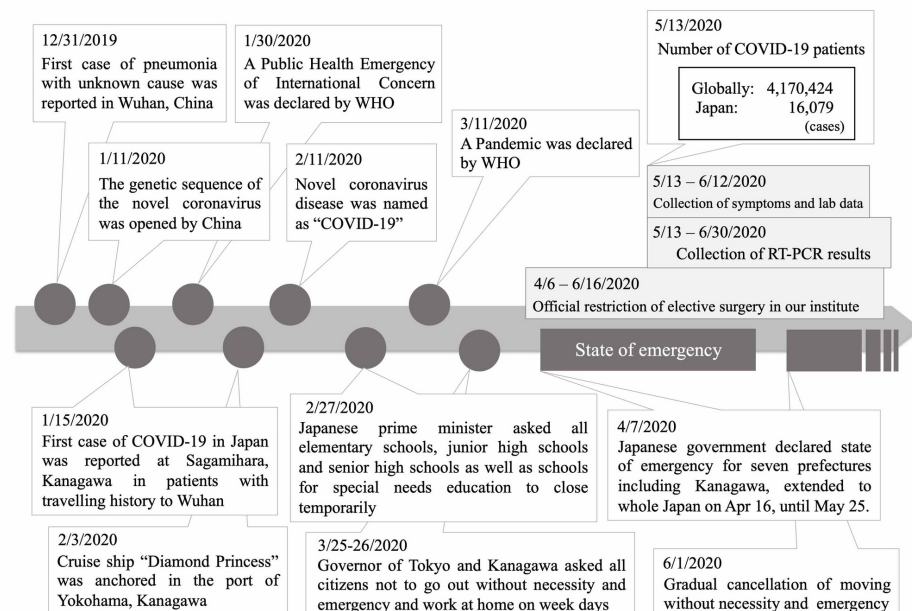 12/31/2019
First case of pneumonia
with unknown cause was
reported in Wuhan, China
1/30/2020
A Public Health Emergency
of International Concern
was declared by WHO
5/13/2020
Number of COVID-19 patients
Globally: 4,170,424
Japan: 16,079
(cases)
1/11/2020
The genetic sequence of
the novel coronavirus
was opened by China
2/11/2020
Novel coronavirus
disease was named
as “COVID-19”
3/11/2020
A Pandemic was declared
by WHO
5/13 – 6/12/2020
Collection of symptoms and lab data
5/13 – 6/30/2020
Collection of RT-PCR results
4/6 – 6/16/2020
Official restriction of elective surgery in our institute
State of emergency
1/15/2020
First case of COVID-19 in Japan
was reported at Sagamihara,
Kanagawa in patients with
travelling history to Wuhan
2/27/2020
Japanese prime minister asked all
elementary schools, junior high schools
and senior high schools as well as schools
for special needs education to close
temporarily
4/7/2020
Japanese government declared state
of emergency for seven prefectures
including Kanagawa, extended to
whole Japan on Apr 16, until May 25.
2/3/2020
Cruise ship “Diamond Princess”
was anchored in the port of
Yokohama, Kanagawa
3/25-26/2020
Governor of Tokyo and Kanagawa asked all
citizens not to go out without necessity and
emergency and work at home on week days
6/1/2020
Gradual cancellation of moving
without necessity and emergency